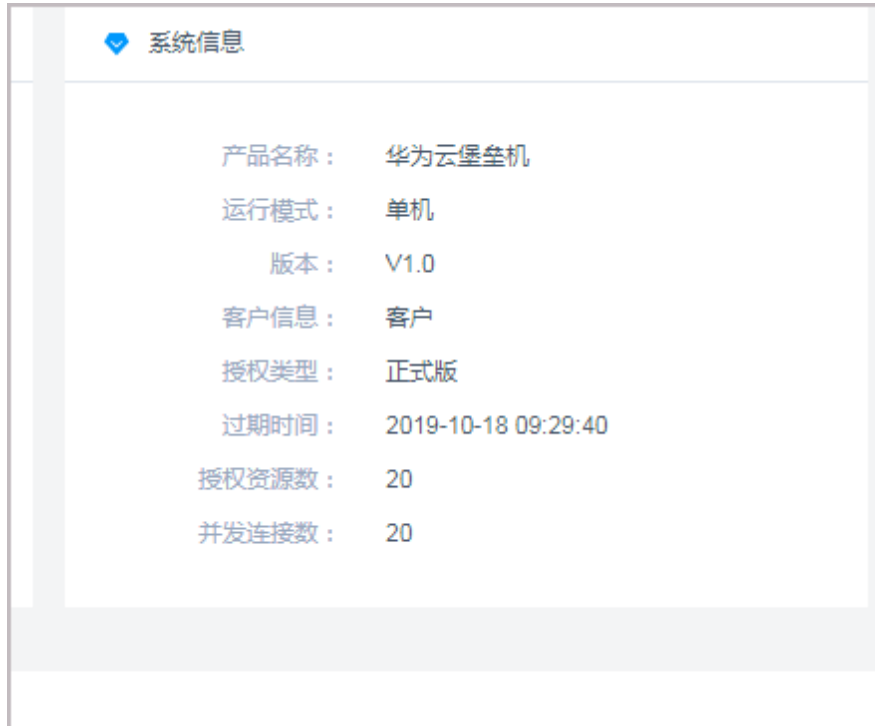 系统信息
产品名称： 华为云堡垒机
运行模式： 单机
版本： V1.0
客户信息： 客户
授权类型： 正式版
过期时间： 2019-10-18 09:29:40
授权资源数： 20
并发连接数： 20